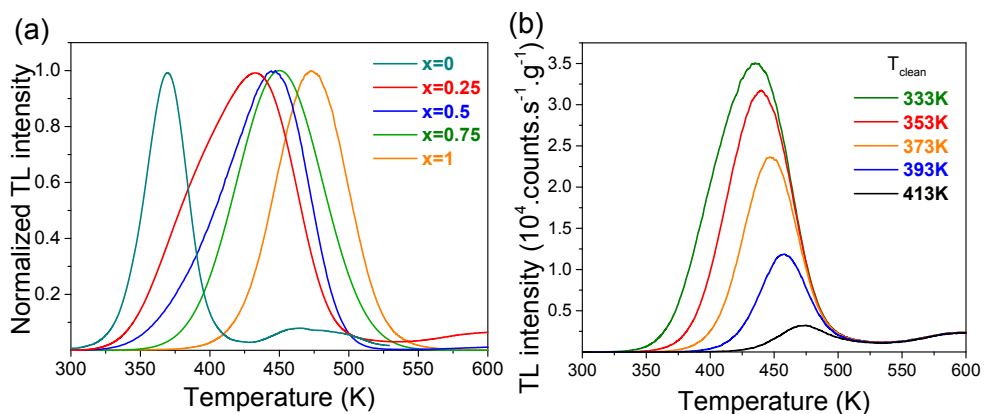 (a)
Normalized TL intensity
1.0
0.8
0.6
0.4
0.2
x=0
x=0.25
x=0.5
x=0.75
x=1
300 350 400 450 500 550 600
Temperature (K)
(b)
TL intensity (10⁴.counts.s⁻¹.g⁻¹)
3.5
3.0
2.5
2.0
1.5
1.0
0.5
T_clean
333K
353K
373K
393K
413K
300 350 400 450 500 550 600
Temperature (K)